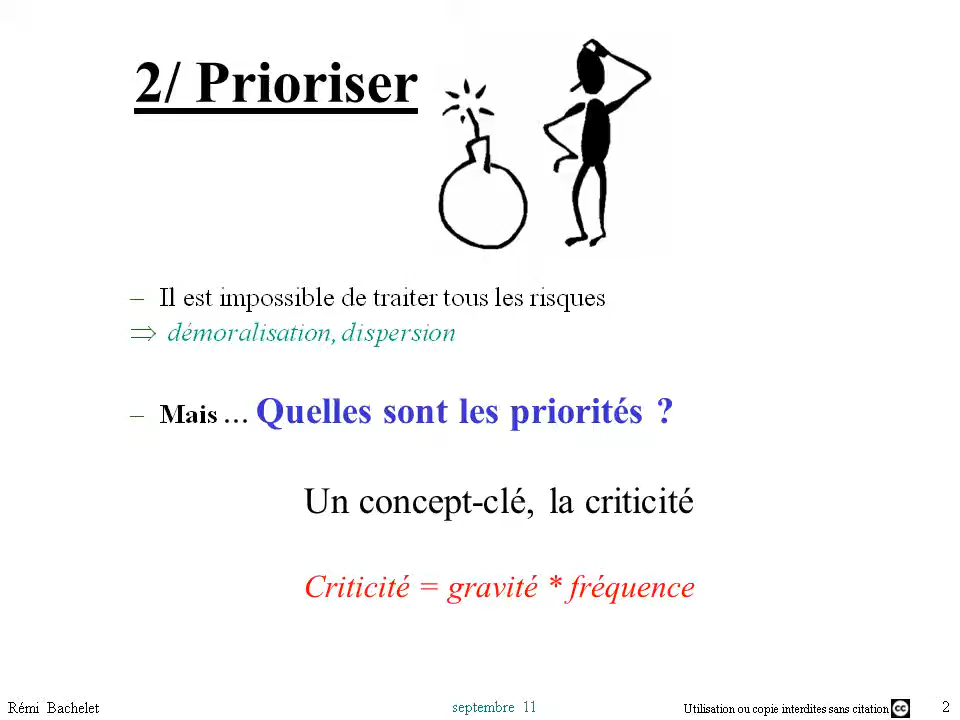 2/ Prioriser
– Il est impossible de traiter tous les risques
⇒ démoralisation, dispersion
– Mais … Quelles sont les priorités ?
Un concept-clé, la criticité
Criticité = gravité * fréquence
Rémi Bachelet septembre 11 Utilisation ou copie interdites sans citation cc 2